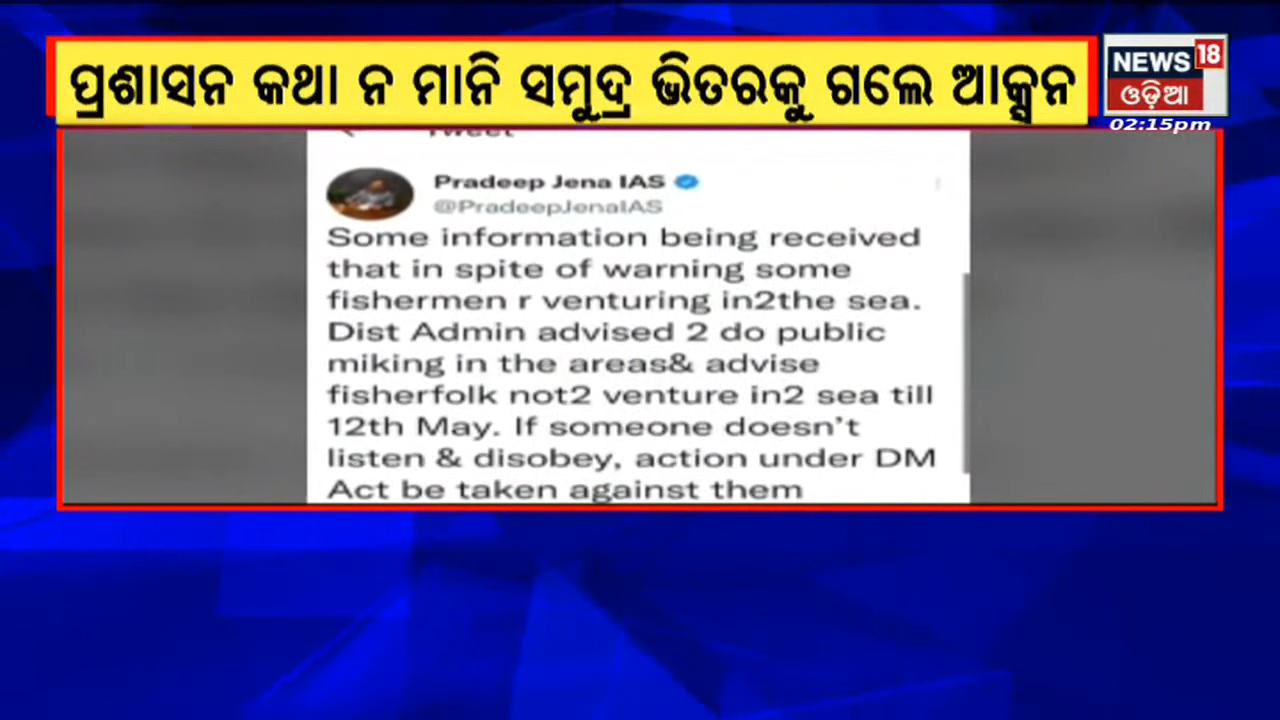 ପ୍ରଶାସନ କଥା ନ ମାନି ସମୁଦ୍ର ଭିତରକୁ ଗଲେ ଆକ୍ସନ
NEWS 18
ଓଡ଼ିଆ
02:15pm
Tweet
Pradeep Jena IAS
@PradeepJenaIAS
Some information being received
that in spite of warning some
fishermen r venturing in2the sea.
Dist Admin advised 2 do public
miking in the areas& advise
fisherfolk not2 venture in2 sea till
12th May. If someone doesn't
listen & disobey, action under DM
Act be taken against them